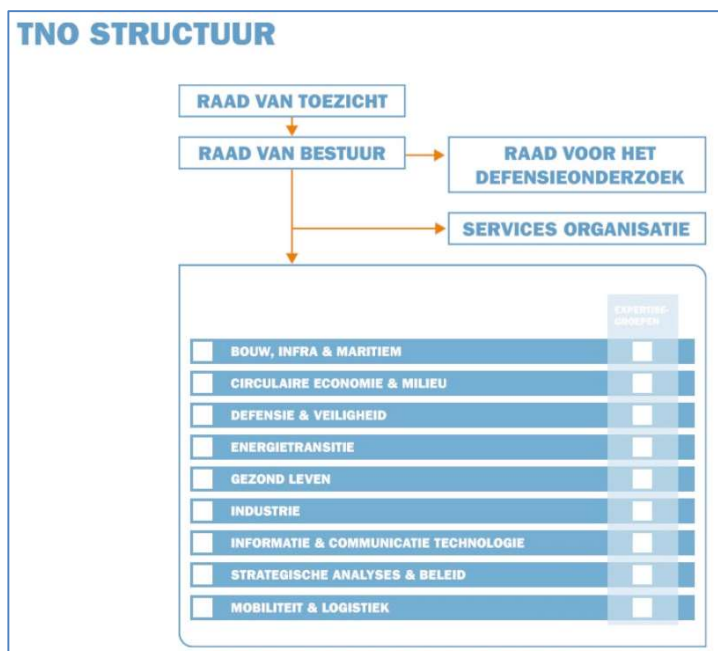 TNO STRUCTUUR
RAAD VAN TOEZICHT
RAAD VAN BESTUUR
RAAD VOOR HET
DEFENSIEONDERZOEK
SERVICES ORGANISATIE
EXPERTISE-
GROEPEN
BOUW, INFRA & MARITIEM
CIRCULAIRE ECONOMIE & MILIEU
DEFENSIE & VEILIGHEID
ENERGIETRANSITIE
GEZOND LEVEN
INDUSTRIE
INFORMATIE & COMMUNICATIE TECHNOLOGIE
STRATEGISCHE ANALYSES & BELEID
MOBILITEIT & LOGISTIEK